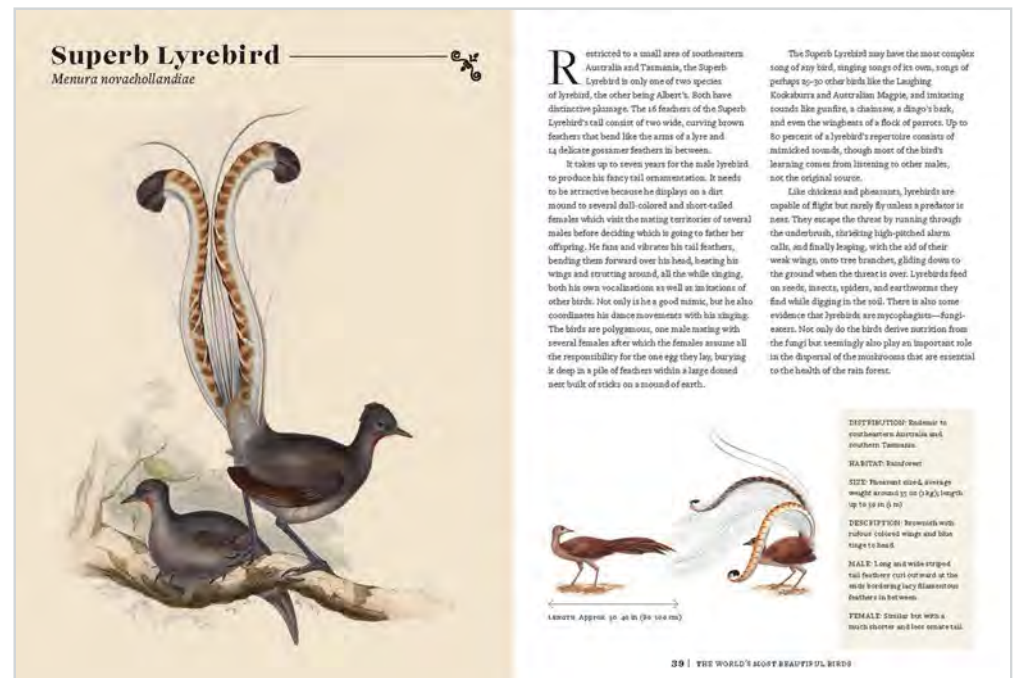 Superb Lyrebird
Menura novaehollandiae
Restricted to a small area of southeastern
Australia and Tasmania, the Superb
Lyrebird is only one of two species
of lyrebird, the other being Albert's. Both have
distinctive plumage. The 16 feathers of the Superb
Lyrebird's tail consist of two wide, curving brown
feathers that bend like the arms of a lyre and
14 delicate gossamer feathers in between.
It takes up to seven years for the male lyrebird
to produce his fancy tail ornamentation. It needs
to be attractive because he displays on a dirt
mound to several dull-colored and short-tailed
females which visit the mating territories of several
males before deciding which is going to father her
offspring. He fans and vibrates his tail feathers,
bending them forward over his head, beating his
wings and strutting around, all the while singing,
both his own vocalisations as well as imitations of
other birds. Not only is he a good mimic, but he also
coordinates his dance movements with his singing.
The birds are polygamous, one male mating with
several females after which the females assume all
the responsibility for the one egg they lay, burying
it deep in a pile of feathers within a large domed
nest built of sticks on a mound of earth.
The Superb Lyrebird may have the most complex
song of any bird, singing songs of its own, songs of
perhaps 25–30 other birds like the Laughing
Kookaburra and Australian Magpie, and imitating
sounds like gunfire, a chainsaw, a dingo's bark,
and even the wingbeats of a flock of parrots. Up to
80 percent of a lyrebird's repertoire consists of
mimicked sounds, though most of the bird's
learning comes from listening to other males,
not the original source.
Like chickens and pheasants, lyrebirds are
capable of flight but rarely fly unless a predator is
near. They escape the threat by running through
the underbrush, shrieking high-pitched alarm
calls, and finally leaping, with the aid of their
weak wings, onto tree branches, gliding down to
the ground when the threat is over. Lyrebirds feed
on seeds, insects, spiders, and earthworms they
find while digging in the soil. There is also some
evidence that lyrebirds are mycophagists—fungi-
eaters. Not only do the birds derive nutrition from
the fungi but seemingly also play an important role
in the dispersal of the mushrooms that are essential
to the health of the rain forest.
DISTRIBUTION: Endemic to
southeastern Australia and
southern Tasmania.
HABITAT: Rainforest
SIZE: Pheasant sized, average
weight around 35 oz (1 kg); length
up to 39 in (1 m)
DESCRIPTION: Brownish with
rufous colored wings and blue
tinge to head.
MALE: Long and wide striped
tail feathers curl outward at the
ends bordering lacy filamentous
feathers in between.
FEMALE: Similar but with a
much shorter and less ornate tail.
LENGTH Approx. 30–40 in (80–100 cm)
39 | THE WORLD'S MOST BEAUTIFUL BIRDS